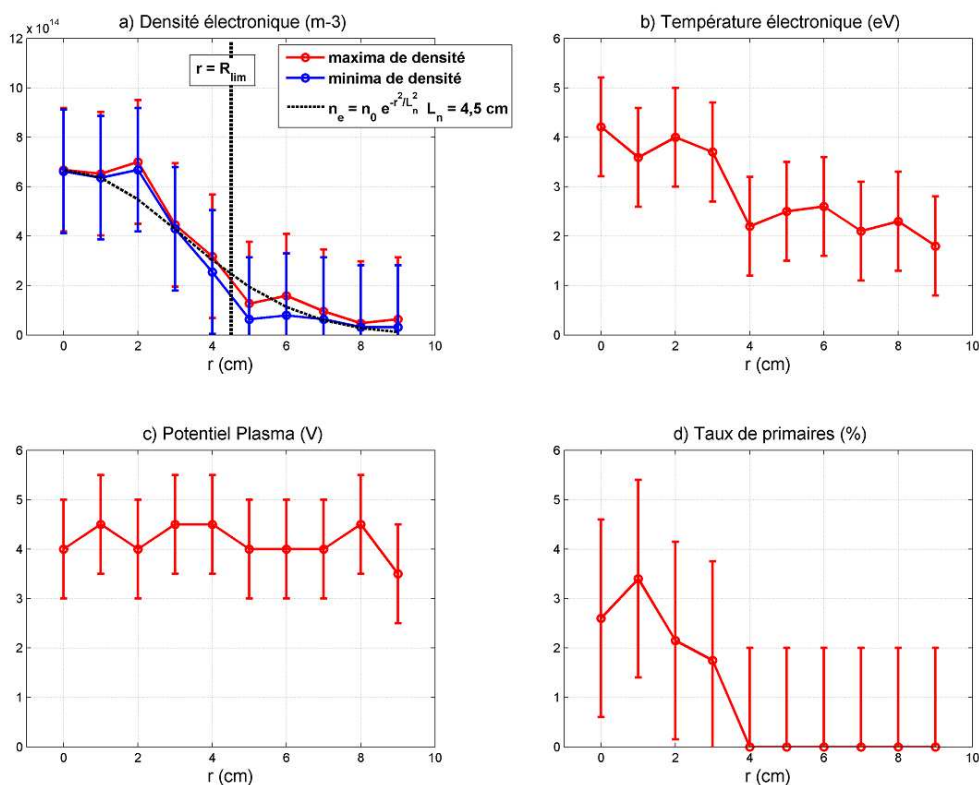 a) Densité électronique (m-3)
x 10^14
12
10
8
6
4
2
0
0 2 4 6 8 10
r (cm)
r = R_lim
maxima de densité
minima de densité
n_e = n_0 e^-r^2/L_n^2 L_n = 4,5 cm
b) Température électronique (eV)
6
5
4
3
2
1
0
0 2 4 6 8 10
r (cm)
c) Potentiel Plasma (V)
6
5
4
3
2
1
0
0 2 4 6 8 10
r (cm)
d) Taux de primaires (%)
6
5
4
3
2
1
0
0 2 4 6 8 10
r (cm)